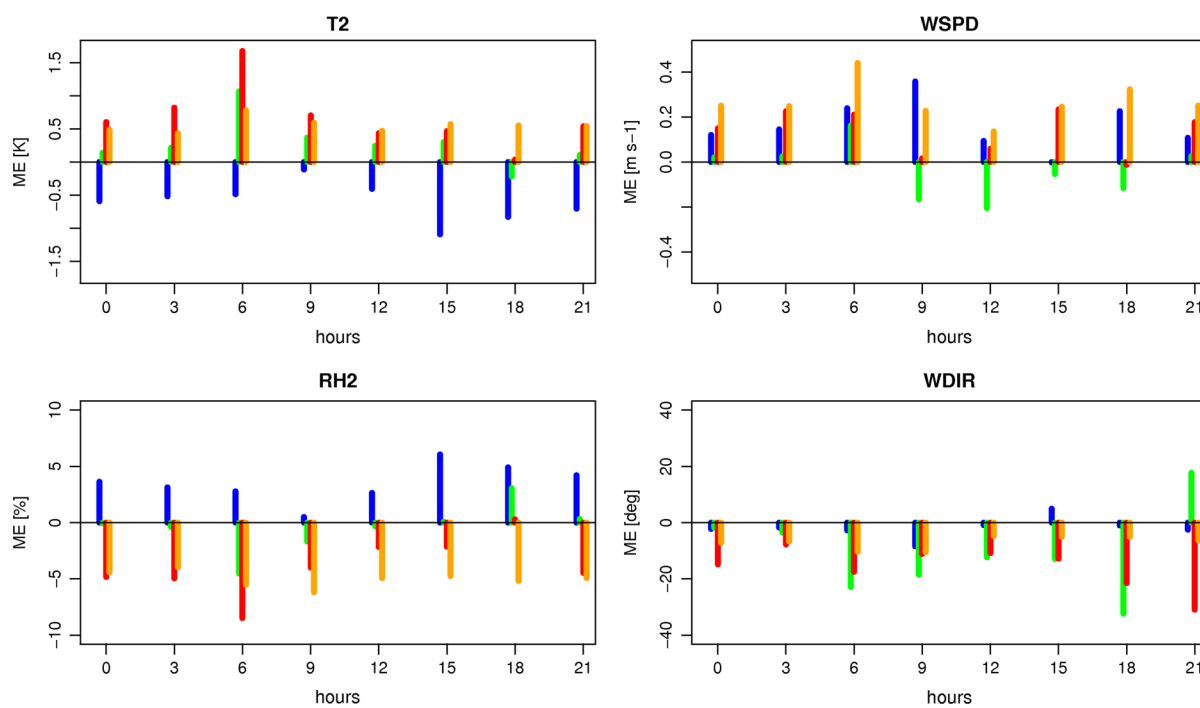 T2
ME [K]
1.5
0.5
−0.5
−1.5
0 3 6 9 12 15 18 21
hours
WSPD
ME [m s−1]
0.4
0.2
0.0
−0.4
0 3 6 9 12 15 18 21
hours
RH2
ME [%]
10
5
0
−5
−10
0 3 6 9 12 15 18 21
hours
WDIR
ME [deg]
40
20
0
−20
−40
0 3 6 9 12 15 18 21
hours